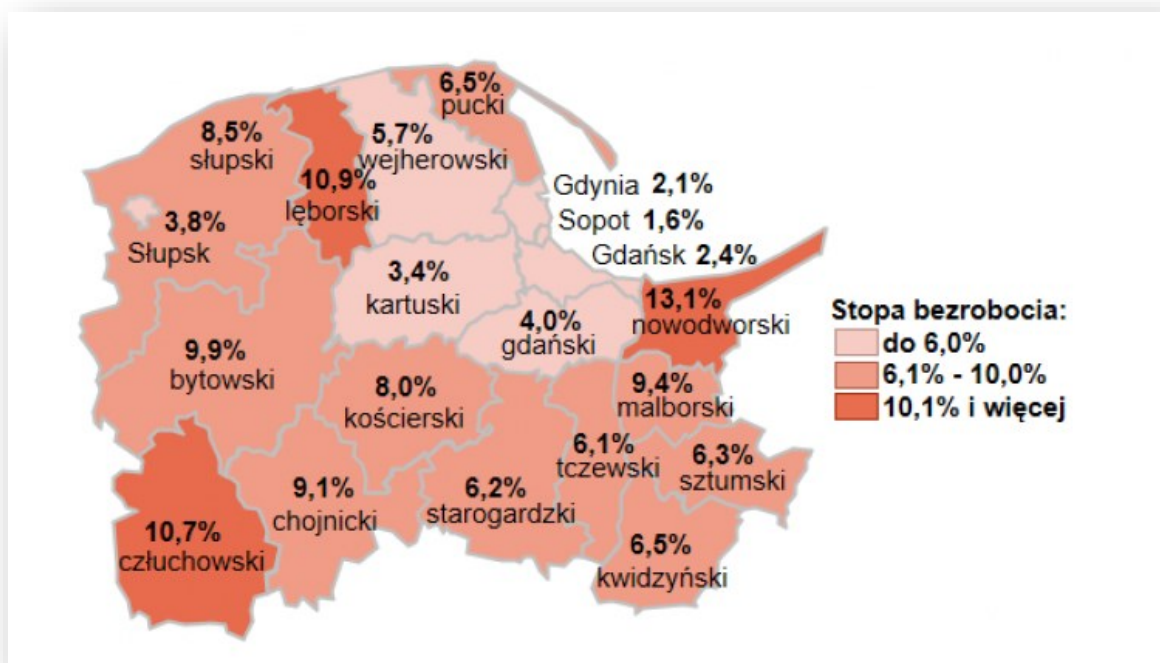 6,5%
pucki
8,5%
słupski
5,7%
wejherowski
10,9%
lęborski
Gdynia 2,1%
Sopot 1,6%
Gdańsk 2,4%
3,8%
Słupsk
3,4%
kartuski
4,0%
gdański
13,1%
nowodworski
9,9%
bytowski
8,0%
kościerski
9,4%
malborski
6,1%
tczewski
6,3%
sztumski
9,1%
chojnicki
6,2%
starogardzki
10,7%
człuchowski
6,5%
kwidzyński
Stopa bezrobocia:
do 6,0%
6,1% - 10,0%
10,1% i więcej